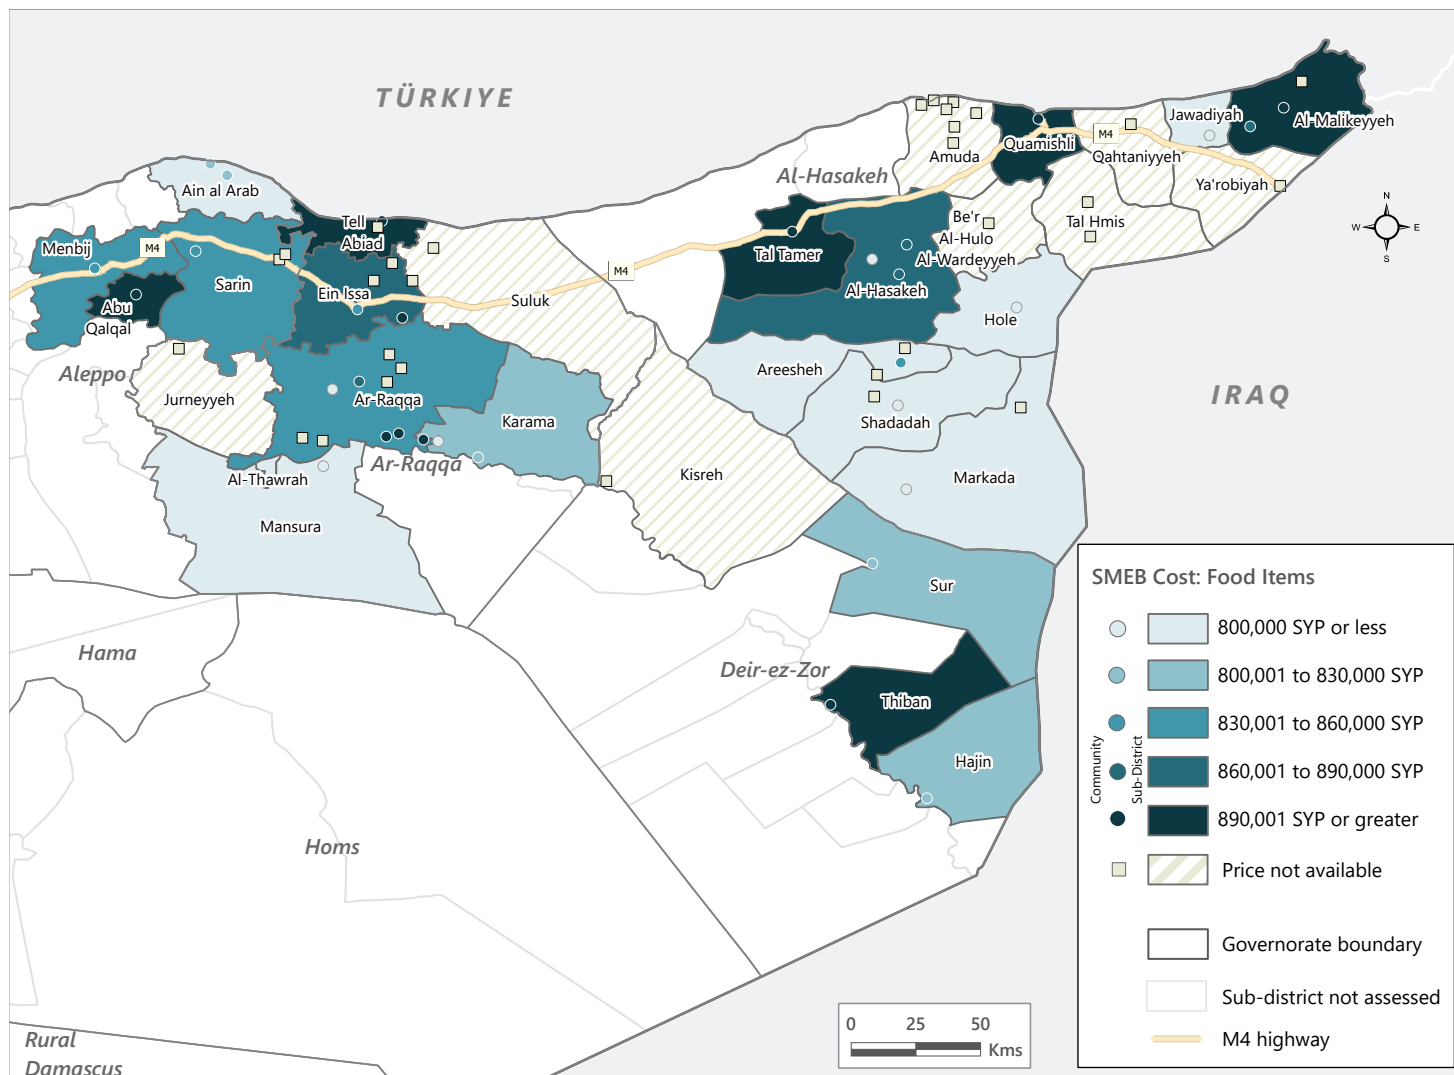 TÜRKIYE
Jawadiyah
Al-Malikeyyeh
M4
Quamishli
Amuda
Qahtaniyyeh
Al-Hasakeh
Ya'robiyah
Ain al Arab
Be'r
Al-Hulo
Al-Wardeyyeh
Tal Hmis
N
W
E
S
Tell
Abiad
Menbij
M4
Tal Tamer
M4
Sarin
Ein Issa
Al-Hasakeh
Suluk
Abu
Qalqal
Hole
Aleppo
Areesheh
IRAQ
Jurneyyeh
Ar-Raqqa
Karama
Shadadah
Ar-Raqqa
Al-Thawrah
Kisreh
Markada
Mansura
Sur
Hama
Deir-ez-Zor
Thiban
Hajin
Homs
Rural
Damascus
0 25 50
Kms
SMEB Cost: Food Items
800,000 SYP or less
800,001 to 830,000 SYP
830,001 to 860,000 SYP
860,001 to 890,000 SYP
890,001 SYP or greater
Community
Sub-District
Price not available
Governorate boundary
Sub-district not assessed
M4 highway